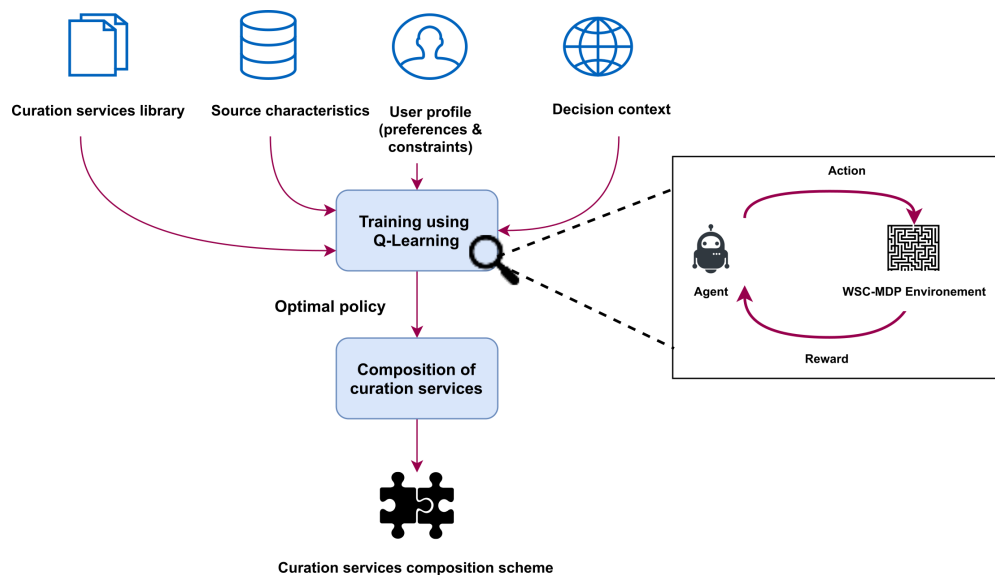 Curation services library
Source characteristics
User profile
(preferences &
constraints)
Decision context
Training using
Q-Learning
Action
Agent
WSC-MDP Environement
Reward
Optimal policy
Composition of
curation services
Curation services composition scheme